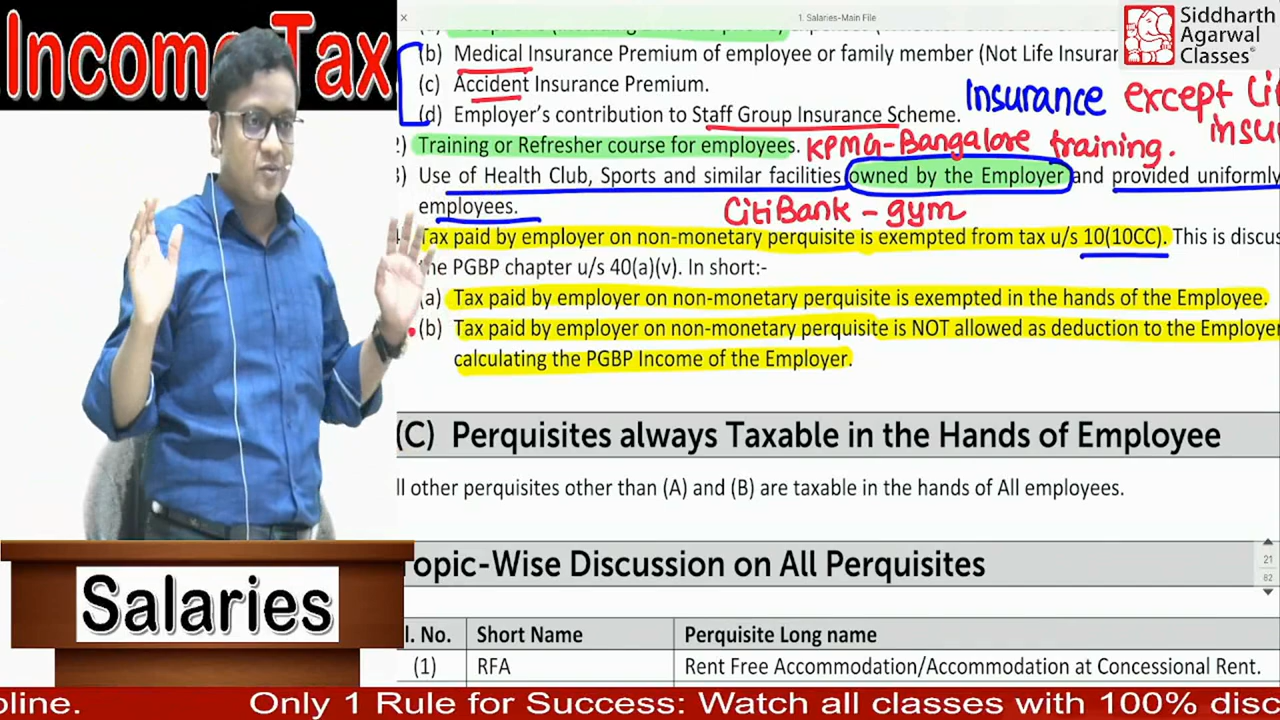 Income Tax
1. Salaries-Main File
Siddharth
Agarwal
Classes
(b) Medical Insurance Premium of employee or family member (Not Life
(c) Accident Insurance Premium.
(d) Employer's contribution to Staff Group Insurance Scheme.
Insurance except
Training or Refresher course for employees. KPMG-Bangalore training.
Use of Health Club, Sports and similar facilities owned by the Employer and provided uniformly
employees.
CitiBank - gym
Tax paid by employer on non-monetary perquisite is exempted from tax u/s 10(10CC). This is
the PGBP chapter u/s 40(a)(v). In short:-
(a) Tax paid by employer on non-monetary perquisite is exempted in the hands of the Employee.
(b) Tax paid by employer on non-monetary perquisite is NOT allowed as deduction to the Employer
calculating the PGBP Income of the Employer.
(C) Perquisites always Taxable in the Hands of Employee
other perquisites other than (A) and (B) are taxable in the hands of All employees.
Topic-Wise Discussion on All Perquisites
21
62
No. Short Name Perquisite Long name
(1) RFA Rent Free Accommodation/Accommodation at Concessional Rent.
Salaries
Only 1 Rule for Success: Watch all classes with 100%